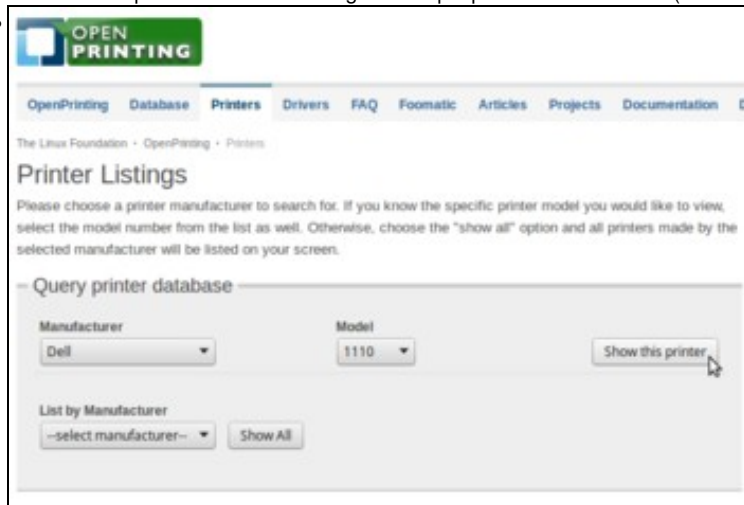 OPEN
PRINTING
OpenPrinting Database Printers Drivers FAQ Foomatic Articles Projects Documentation
The Linux Foundation · OpenPrinting · Printers
Printer Listings
Please choose a printer manufacturer to search for. If you know the specific printer model you would like to view,
select the model number from the list as well. Otherwise, choose the "show all" option and all printers made by the
selected manufacturer will be listed on your screen.
Query printer database
Manufacturer Model
Dell 1110 Show this printer
List by Manufacturer
--select manufacturer-- Show All